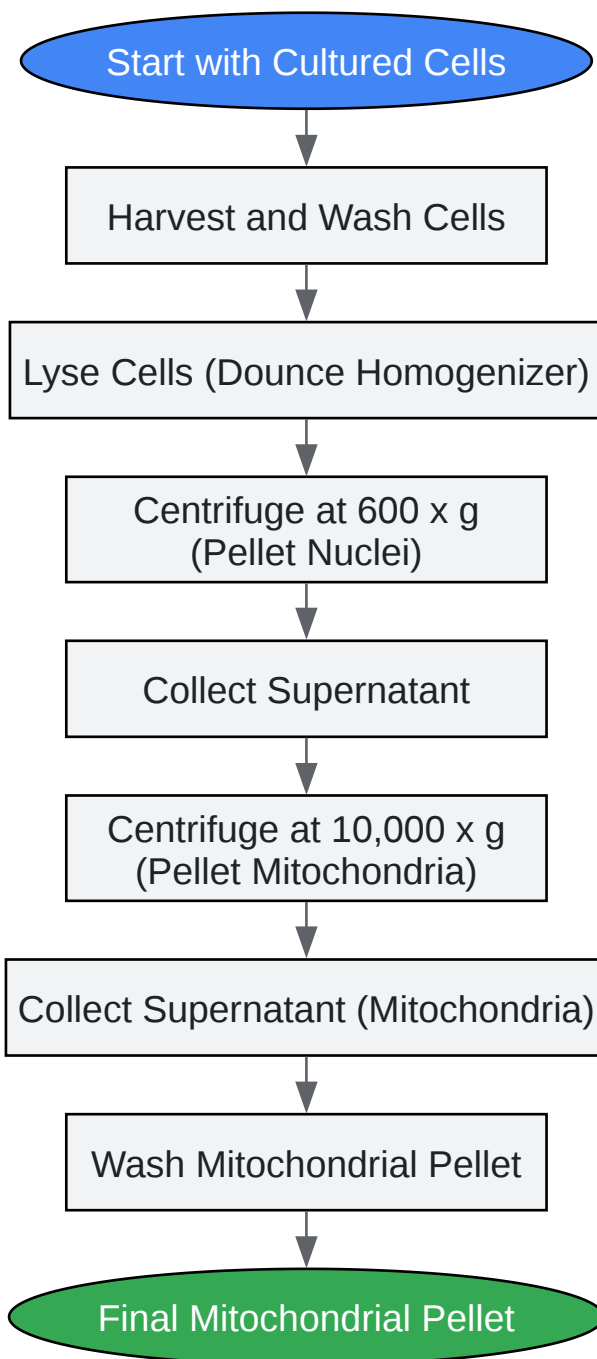 Start with Cultured Cells
Harvest and Wash Cells
Lyse Cells (Dounce Homogenizer)
Centrifuge at 600 x g
(Pellet Nuclei)
Collect Supernatant
Centrifuge at 10,000 x g
(Pellet Mitochondria)
Collect Supernatant (Mitochondria)
Wash Mitochondrial Pellet
Final Mitochondrial Pellet